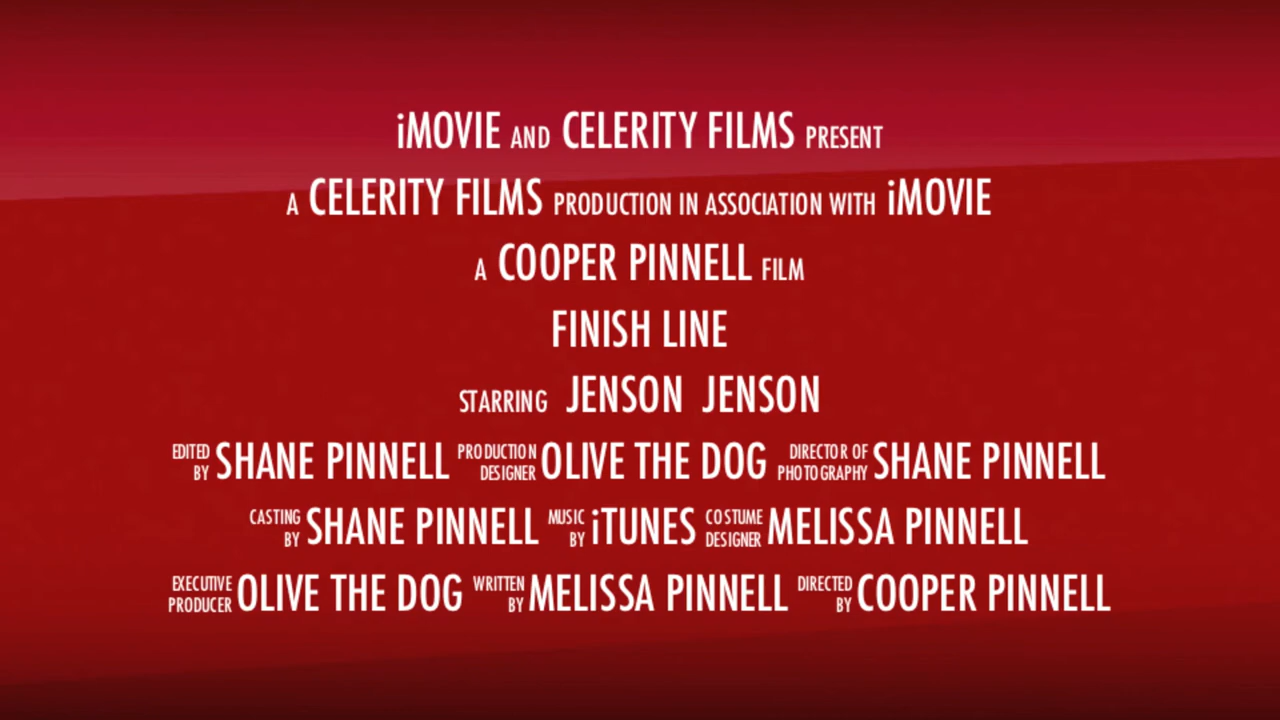 iMOVIE AND CELERITY FILMS PRESENT
A CELERITY FILMS PRODUCTION IN ASSOCIATION WITH iMOVIE
A COOPER PINNELL FILM
FINISH LINE
STARRING JENSON JENSON
EDITED BY SHANE PINNELL PRODUCTION DESIGNER OLIVE THE DOG DIRECTOR OF PHOTOGRAPHY SHANE PINNELL
CASTING BY SHANE PINNELL MUSIC BY iTUNES COSTUME DESIGNER MELISSA PINNELL
EXECUTIVE PRODUCER OLIVE THE DOG WRITTEN BY MELISSA PINNELL DIRECTED BY COOPER PINNELL